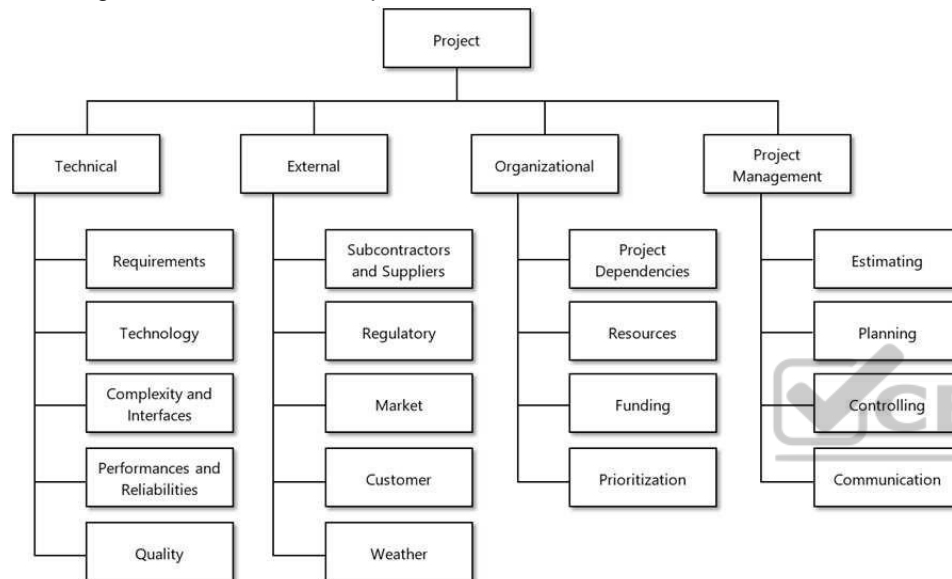 Project
Technical
External
Organizational
Project
Management
Requirements
Technology
Complexity and
Interfaces
Performances and
Reliabilities
Quality
Subcontractors
and Suppliers
Regulatory
Market
Customer
Weather
Project
Dependencies
Resources
Funding
Prioritization
Estimating
Planning
Controlling
Communication